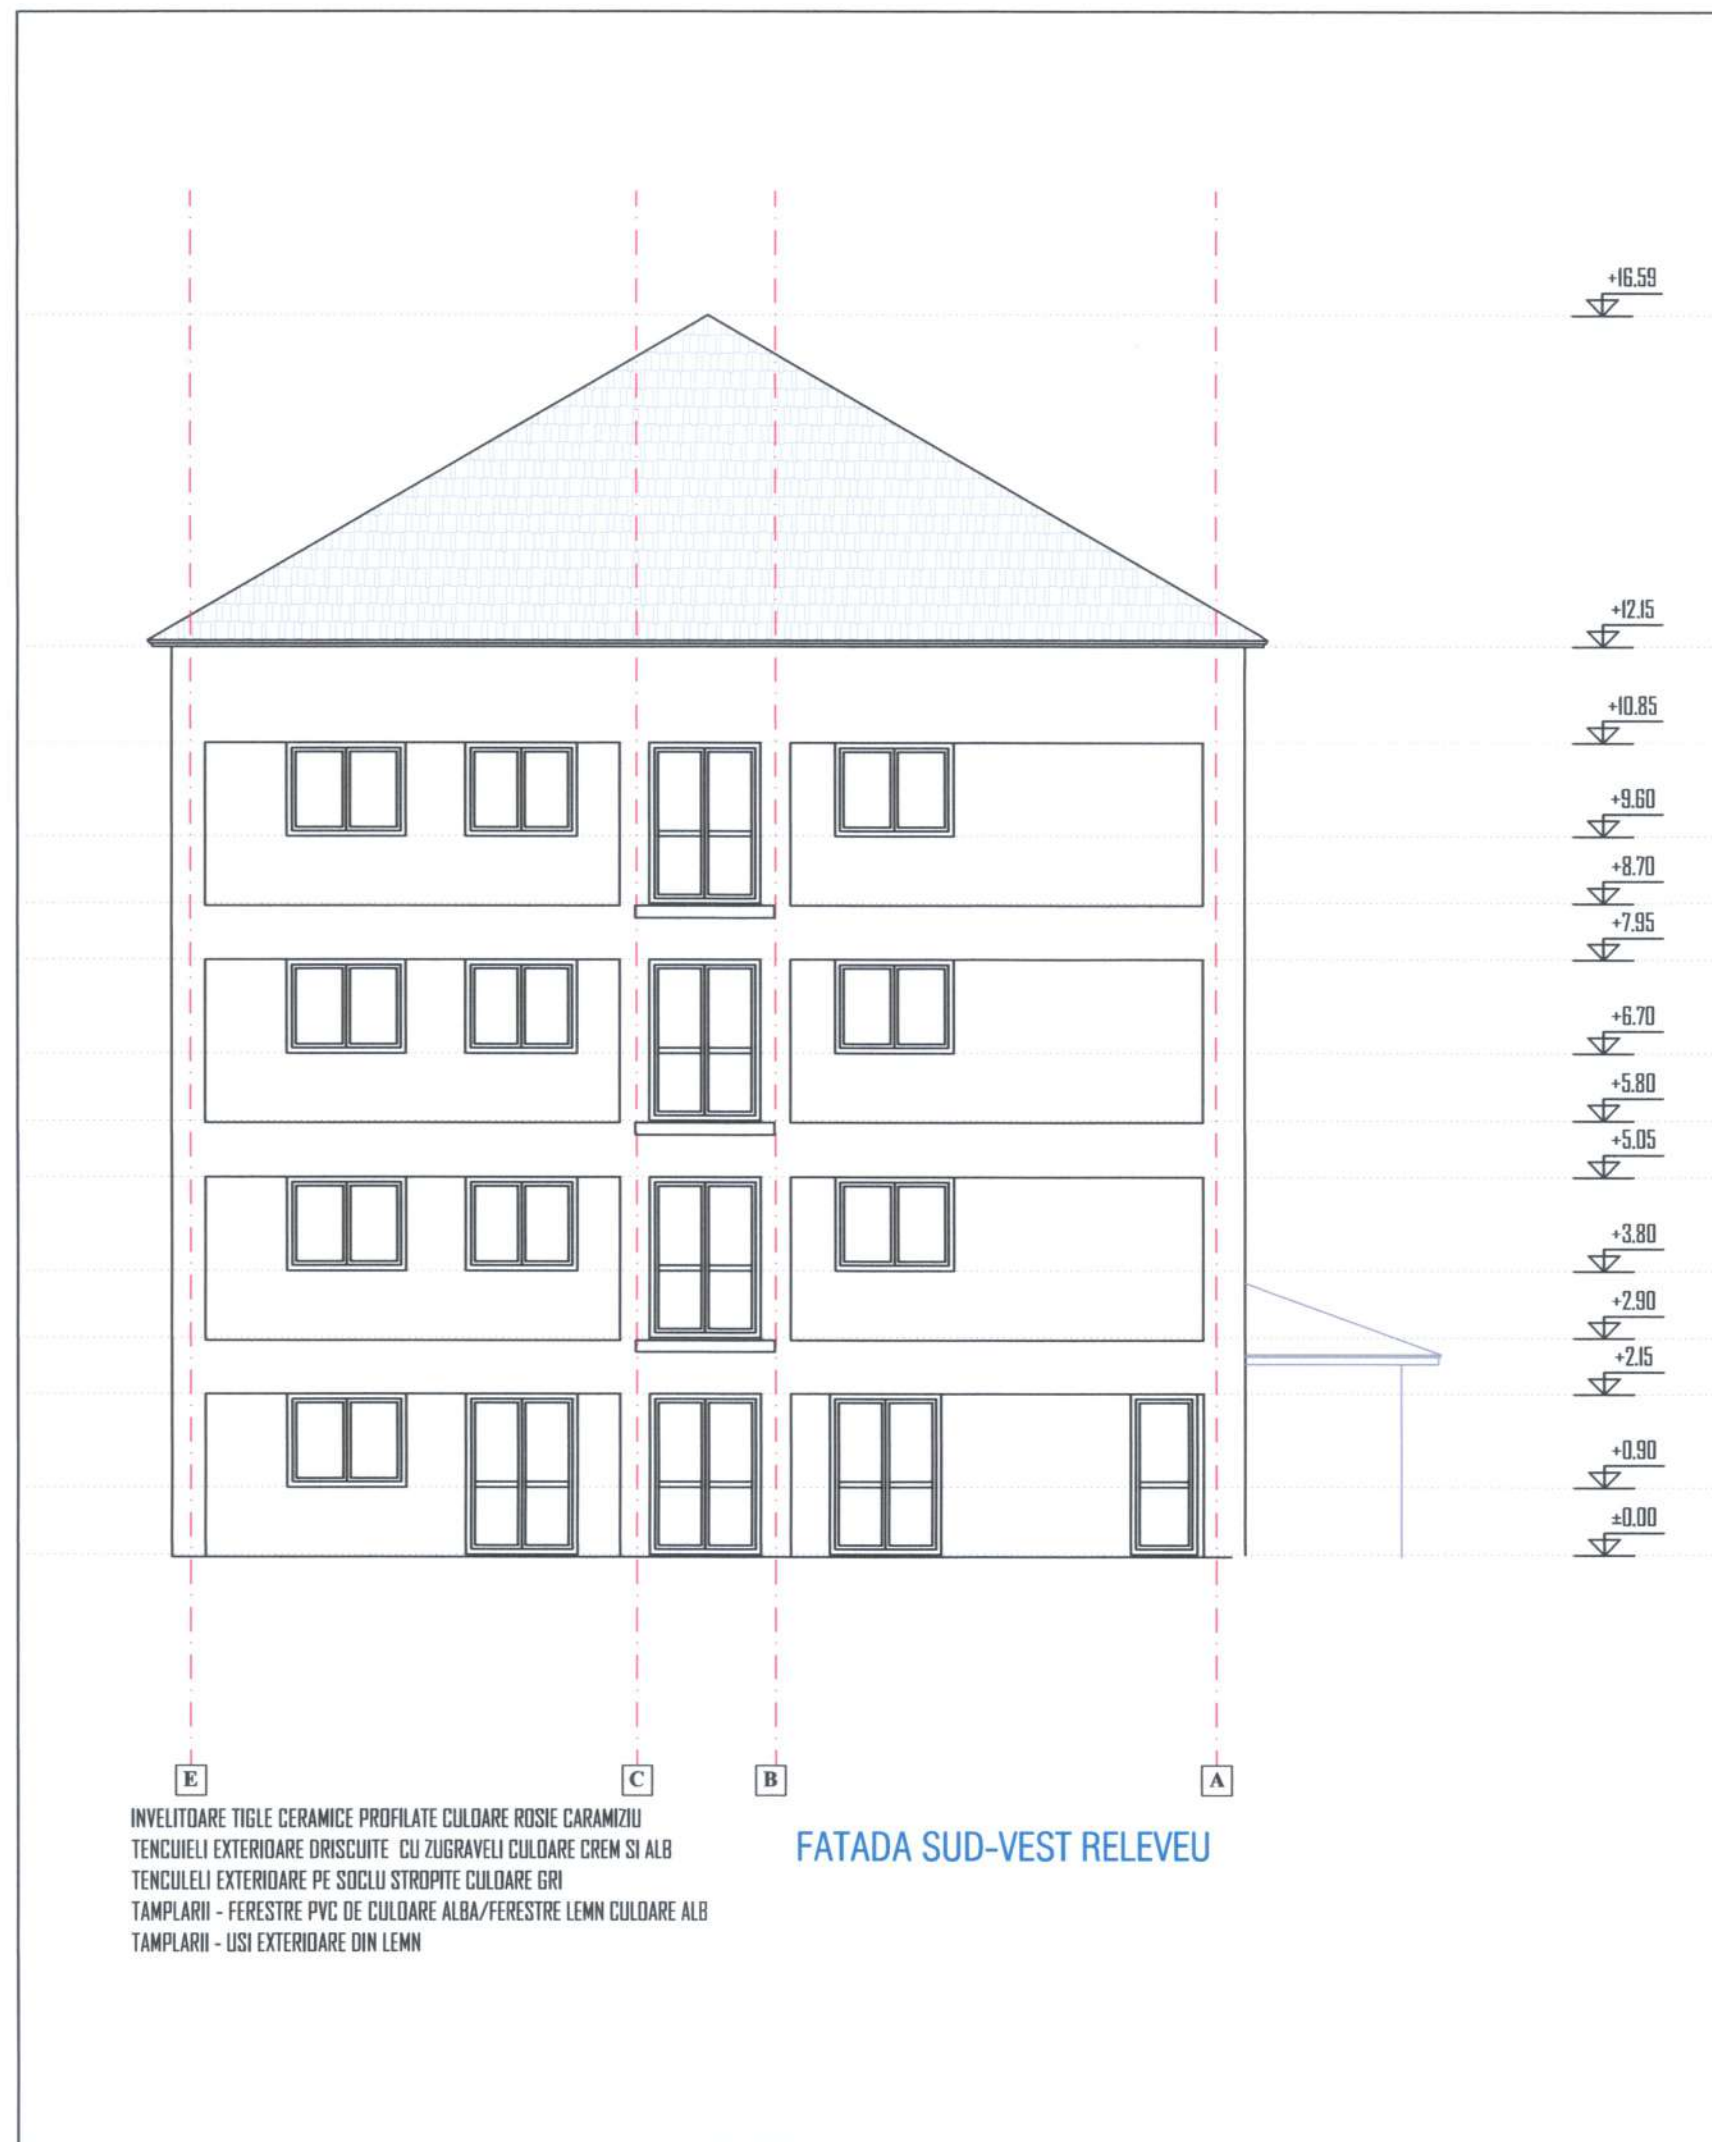 +16.59
+12.15
+10.85
+9.60
+8.70
+7.95
+6.70
+5.80
+5.05
+3.80
+2.90
+2.15
+0.90
±0.00
E
C
B
A
INVELITOARE TIGLE CERAMICE PROFILATE CULOARE ROSIE CARAMIZIU
TENCUIELI EXTERIOARE DRISCUITE CU ZUGRAVELI CULOARE CREM SI ALB
TENCULELI EXTERIOARE PE SOCLU STROPITE CULOARE GRI
TAMPLARII - FERESTRE PVC DE CULOARE ALBA/FERESTRE LEMN CULOARE ALB
TAMPLARII - USI EXTERIOARE DIN LEMN
FATADA SUD-VEST RELEVEU